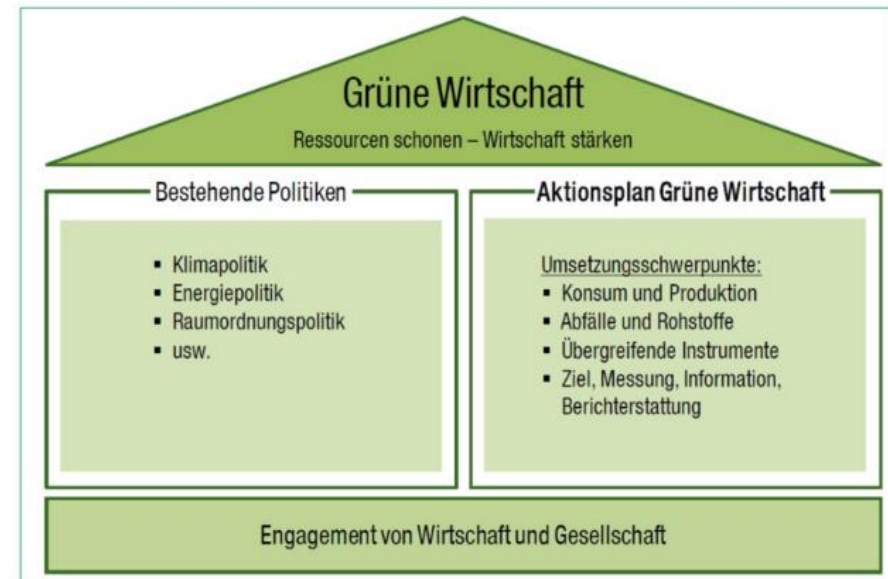 Grüne Wirtschaft
Ressourcen schonen – Wirtschaft stärken
Bestehende Politiken
▪ Klimapolitik
▪ Energiepolitik
▪ Raumordnungspolitik
▪ usw.
Aktionsplan Grüne Wirtschaft
Umsetzungsschwerpunkte:
▪ Konsum und Produktion
▪ Abfälle und Rohstoffe
▪ Übergreifende Instrumente
▪ Ziel, Messung, Information,
Berichterstattung
Engagement von Wirtschaft und Gesellschaft